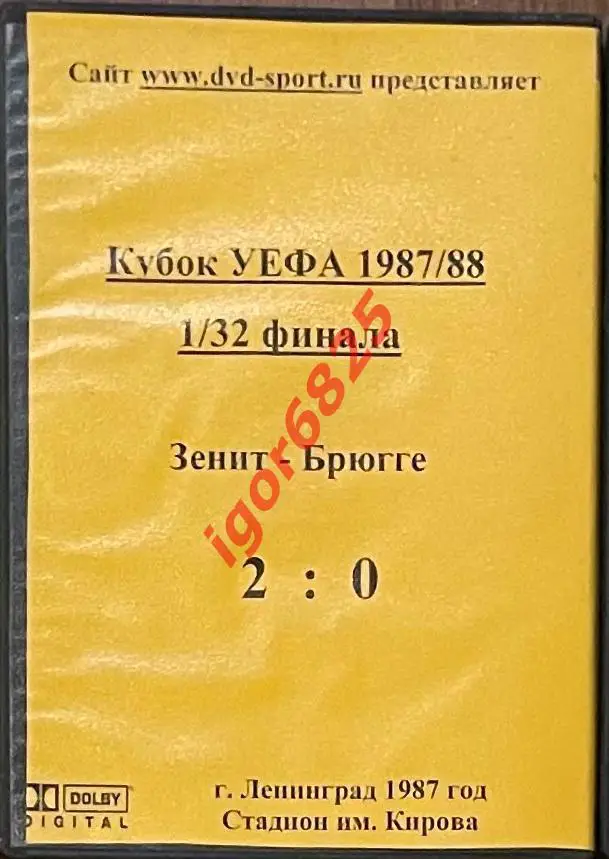 Сайт www.dvd-sport.ru представляет
Кубок УЕФА 1987/88
1/32 финала
igor6825
Зенит - Брюгге
2 : 0
DOLBY
DIGITAL
г. Ленинград 1987 год
Стадион им. Кирова